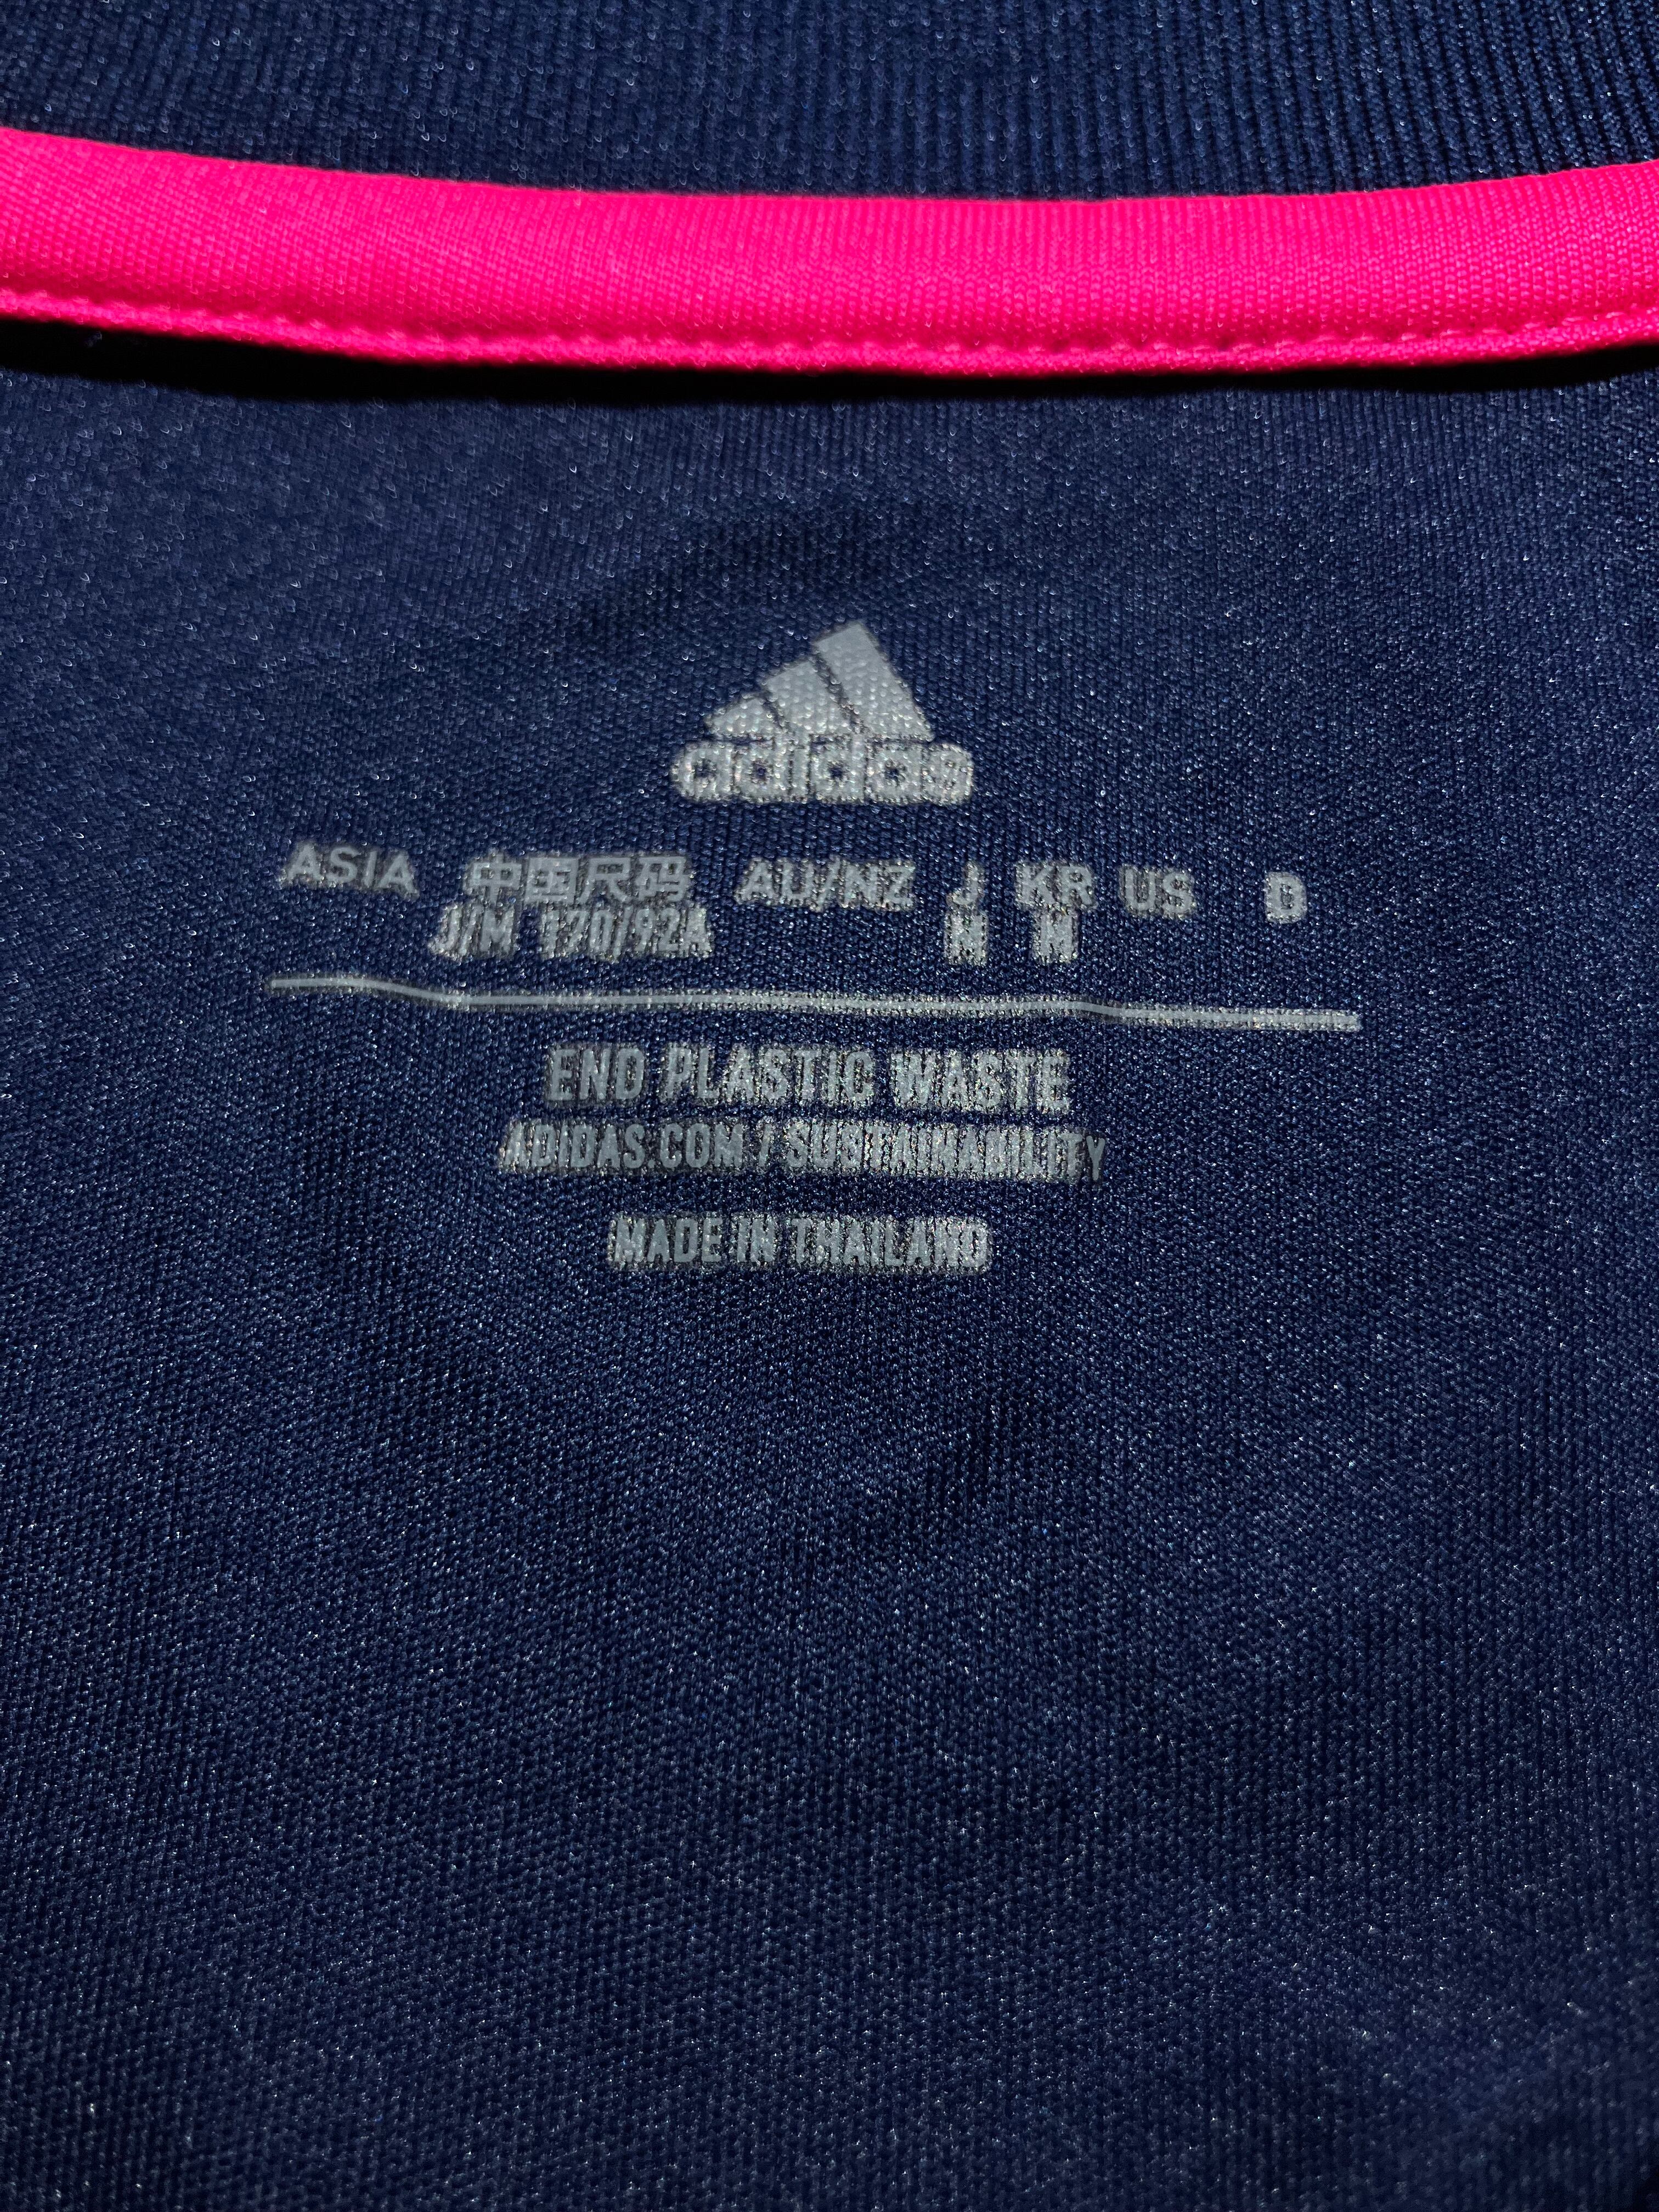 adidas
ASIA 中国尺码 AU/NZ J KR US D
J/M 170/92A M M
END PLASTIC WASTE
ADIDAS.COM / SUSTAINABILITY
MADE IN THAILAND